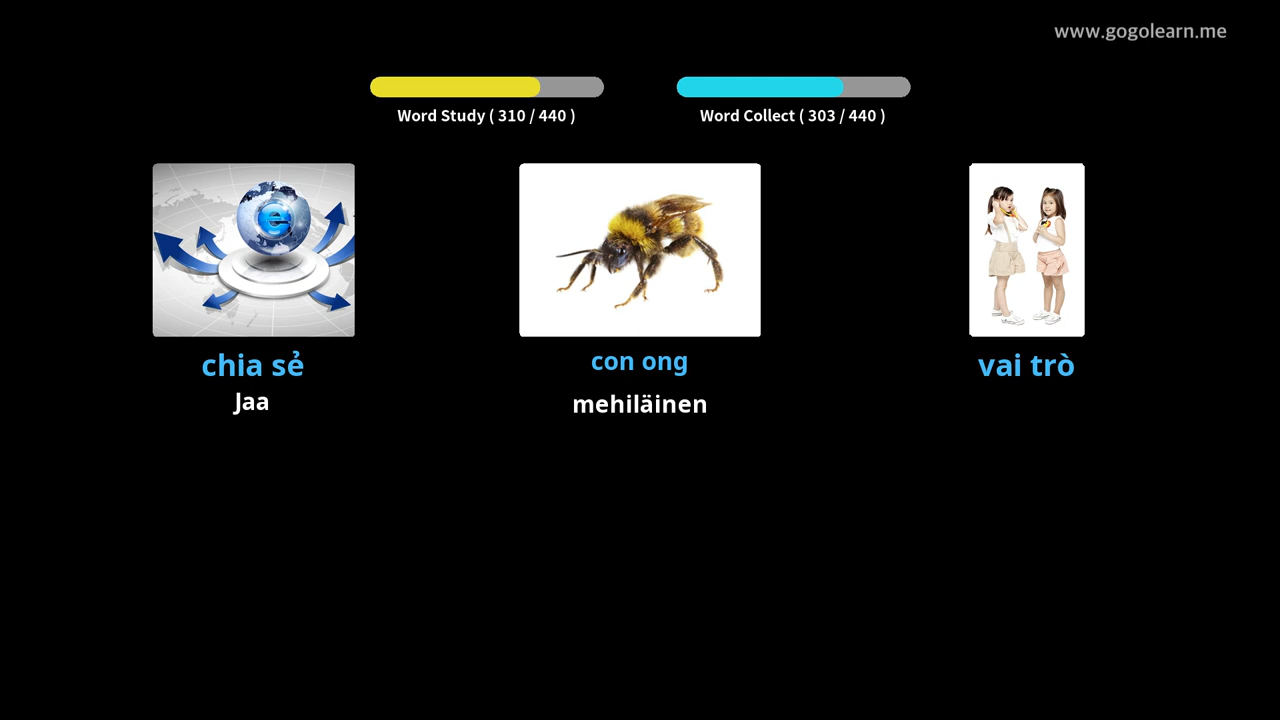 www.gogolearn.me
Word Study ( 310 / 440 )
Word Collect ( 303 / 440 )
e
chia sẻ
Jaa
con ong
mehiläinen
vai trò